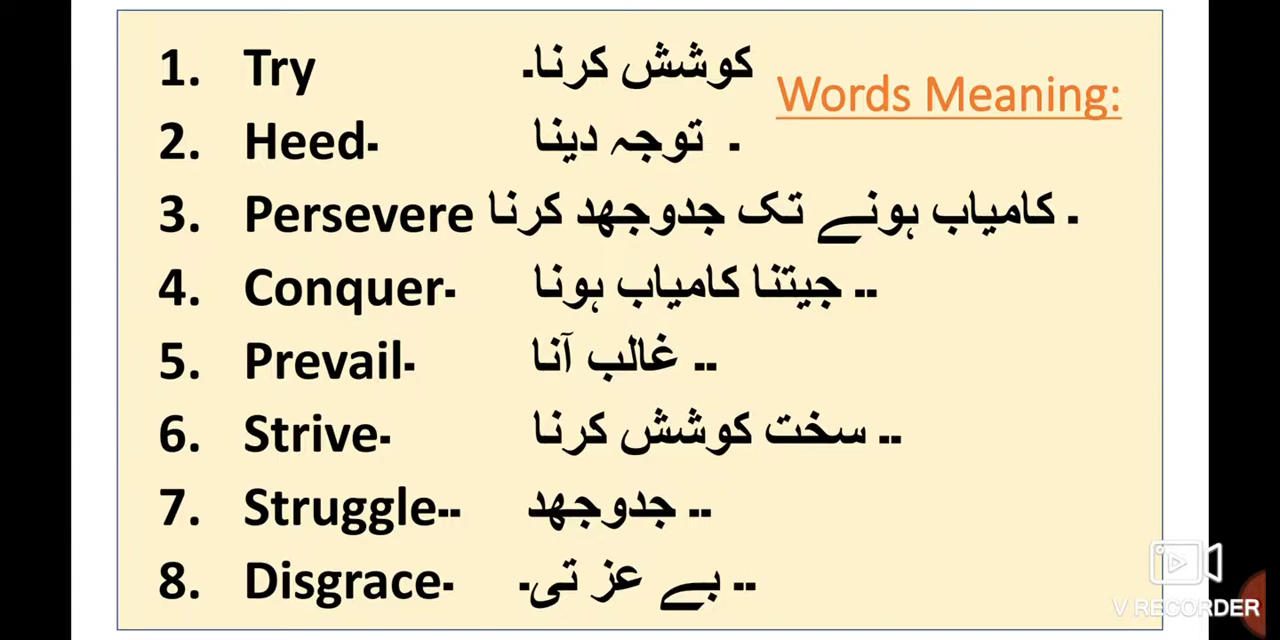 Words Meaning:
1. Try کوشش کرنا۔
2. Heed- توجہ دینا -
3. Persevere کامیاب ہونے تک جدوجھد کرنا -
4. Conquer- جیتنا کامیاب ہونا --
5. Prevail- غالب آنا --
6. Strive- سخت کوشش کرنا --
7. Struggle-- جدوجھد --
8. Disgrace- بے عز تی۔ --
V RECORDER